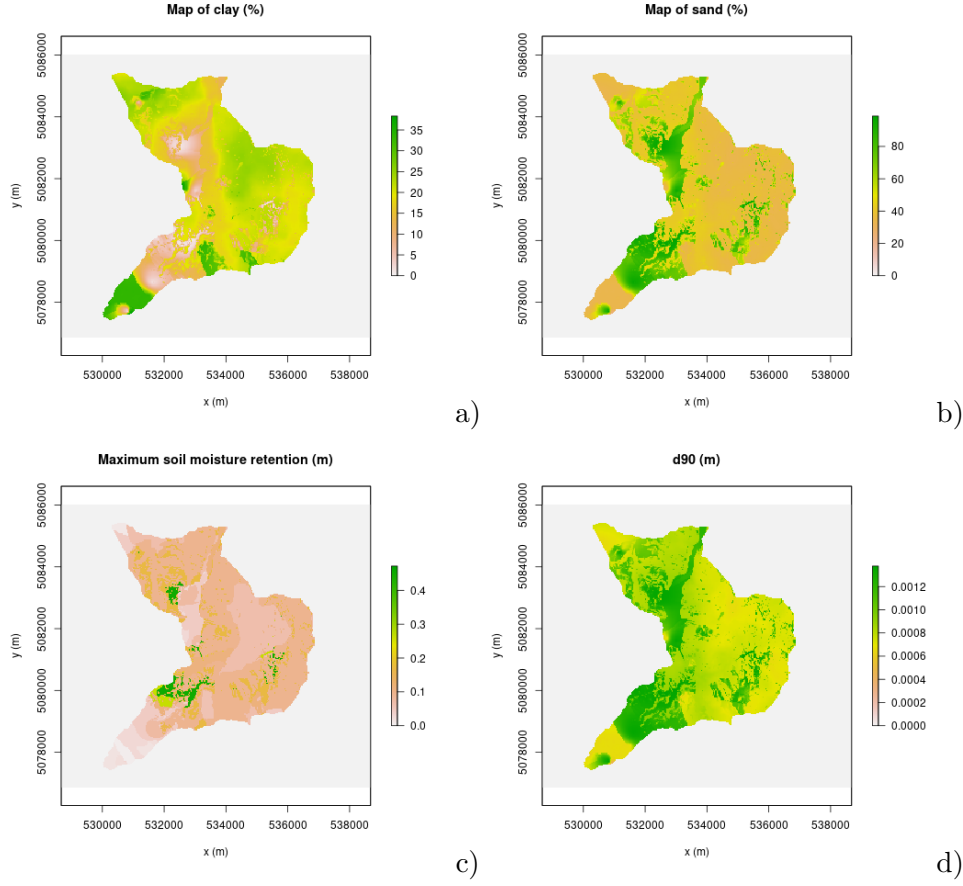 Map of clay (%)
5086000
5084000
5082000
5080000
5078000
y (m)
530000 532000 534000 536000 538000
x (m)
35
30
25
20
15
10
5
0
a)
Map of sand (%)
5086000
5084000
5082000
5080000
5078000
y (m)
530000 532000 534000 536000 538000
x (m)
80
60
40
20
0
b)
Maximum soil moisture retention (m)
5086000
5084000
5082000
5080000
5078000
y (m)
530000 532000 534000 536000 538000
x (m)
0.4
0.3
0.2
0.1
0.0
c)
d90 (m)
5086000
5084000
5082000
5080000
5078000
y (m)
530000 532000 534000 536000 538000
x (m)
0.0012
0.0010
0.0008
0.0006
0.0004
0.0002
0.0000
d)